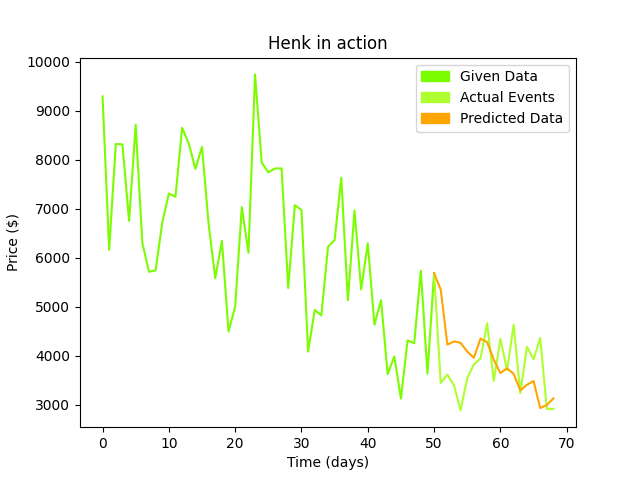 Henk in action
Given Data
Actual Events
Predicted Data
Price ($)
10000
9000
8000
7000
6000
5000
4000
3000
0 10 20 30 40 50 60 70
Time (days)